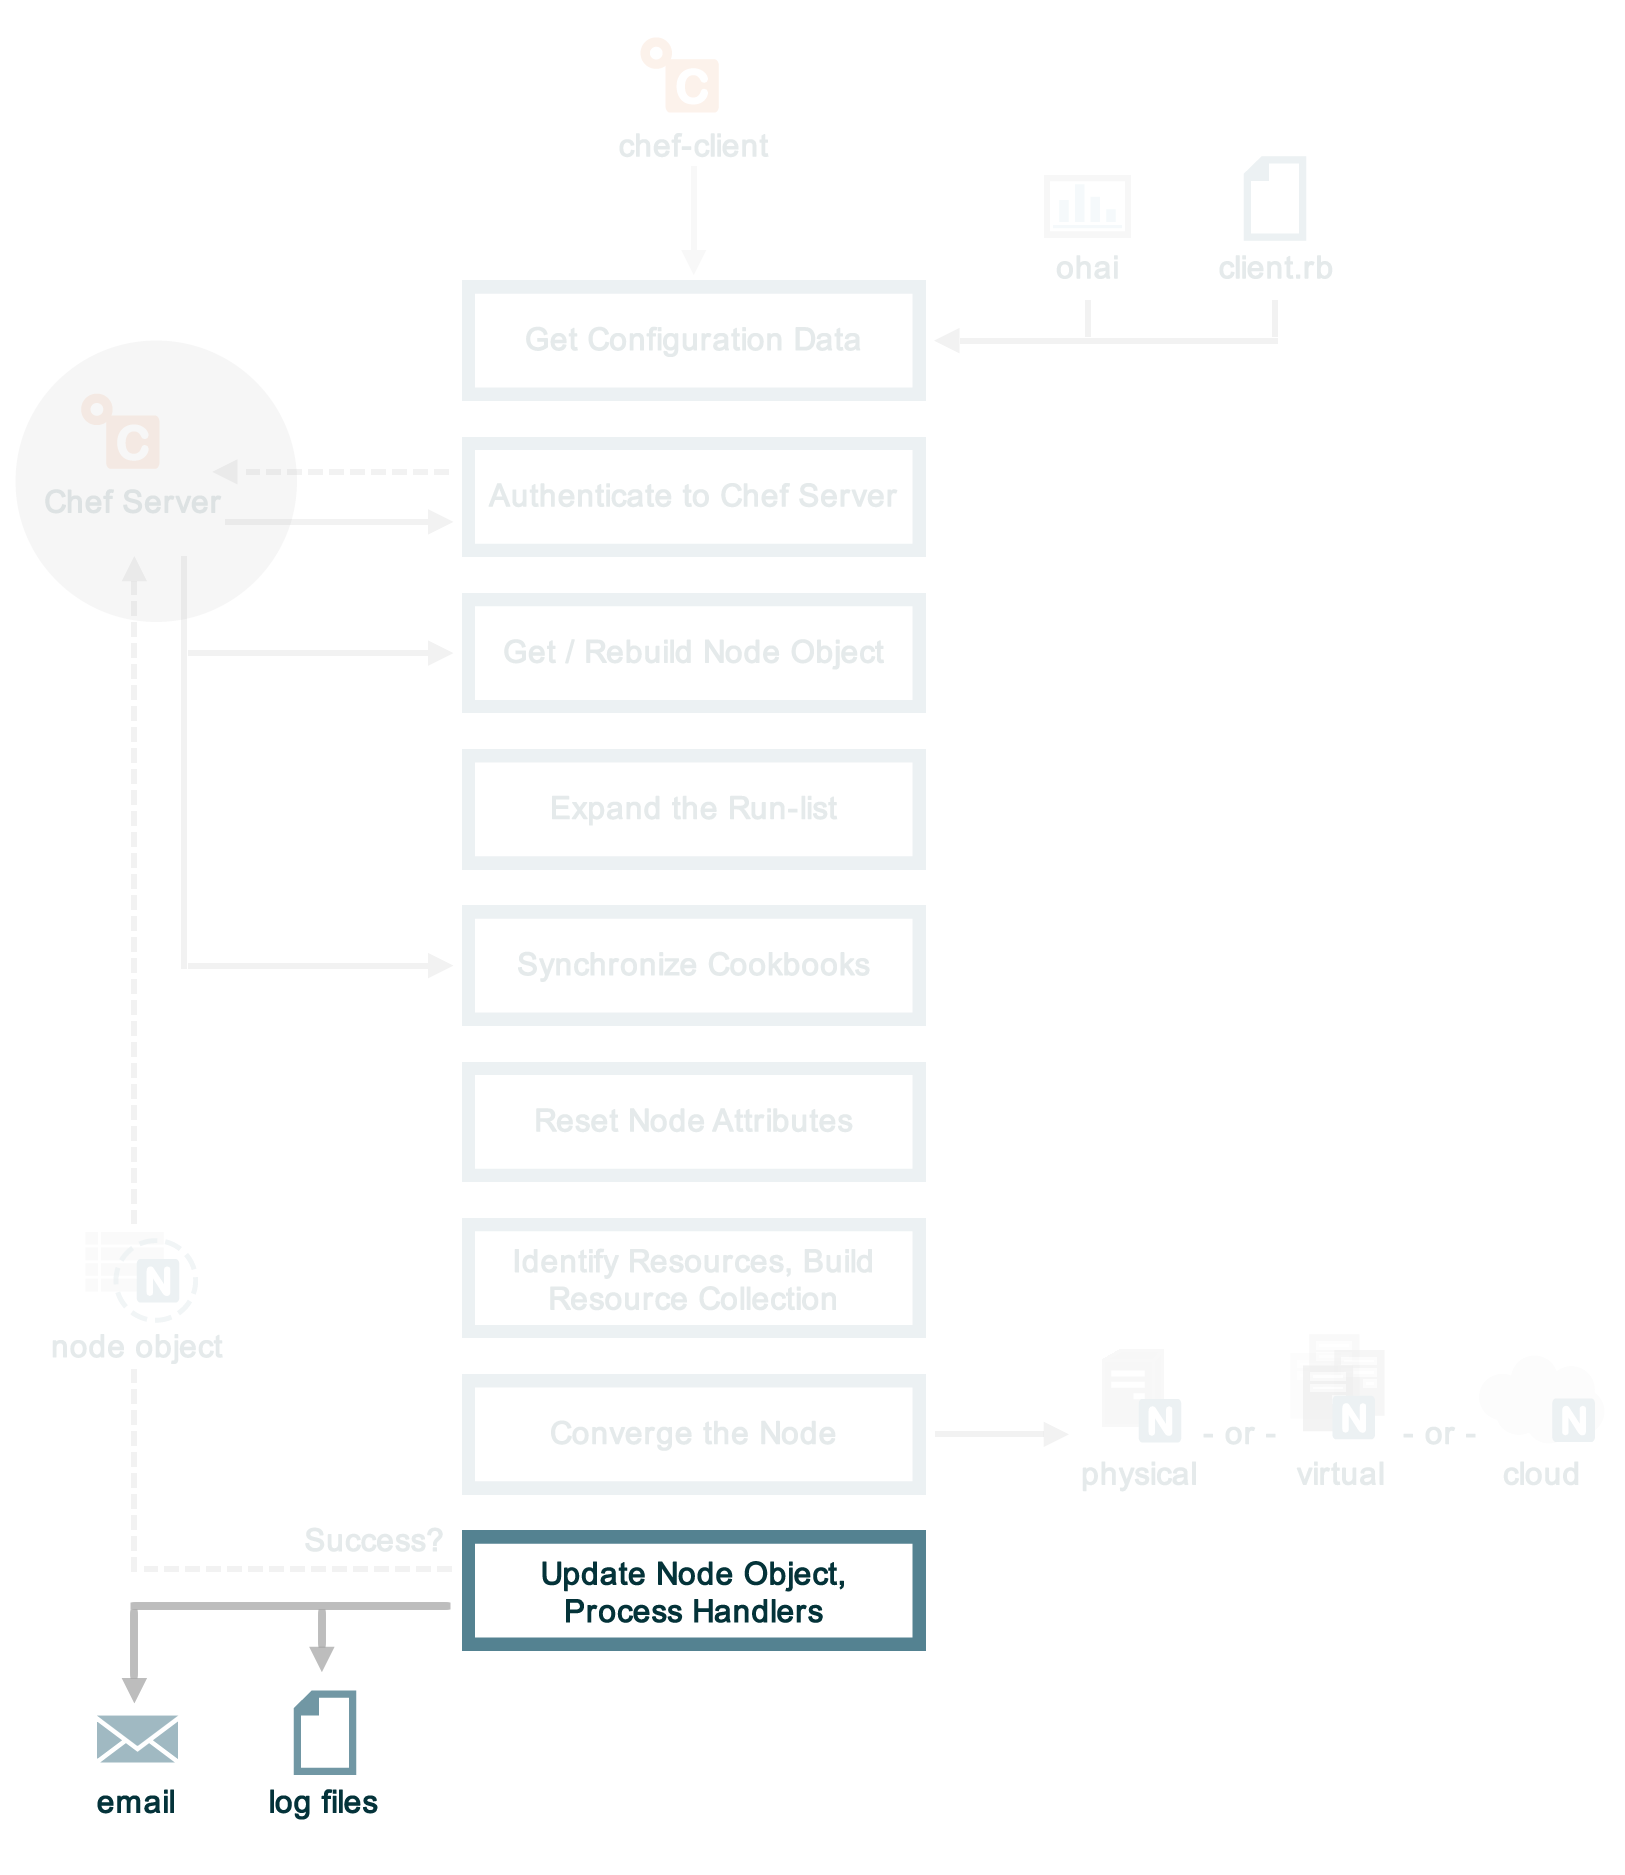 C
chef-client
ohai
client.rb
Get Configuration Data
C
Chef Server
Authenticate to Chef Server
Get / Rebuild Node Object
Expand the Run-list
Synchronize Cookbooks
Reset Node Attributes
Identify Resources, Build
Resource Collection
N
node object
Converge the Node
N
- or -
N
- or -
N
physical
virtual
cloud
Success?
Update Node Object,
Process Handlers
email
log files